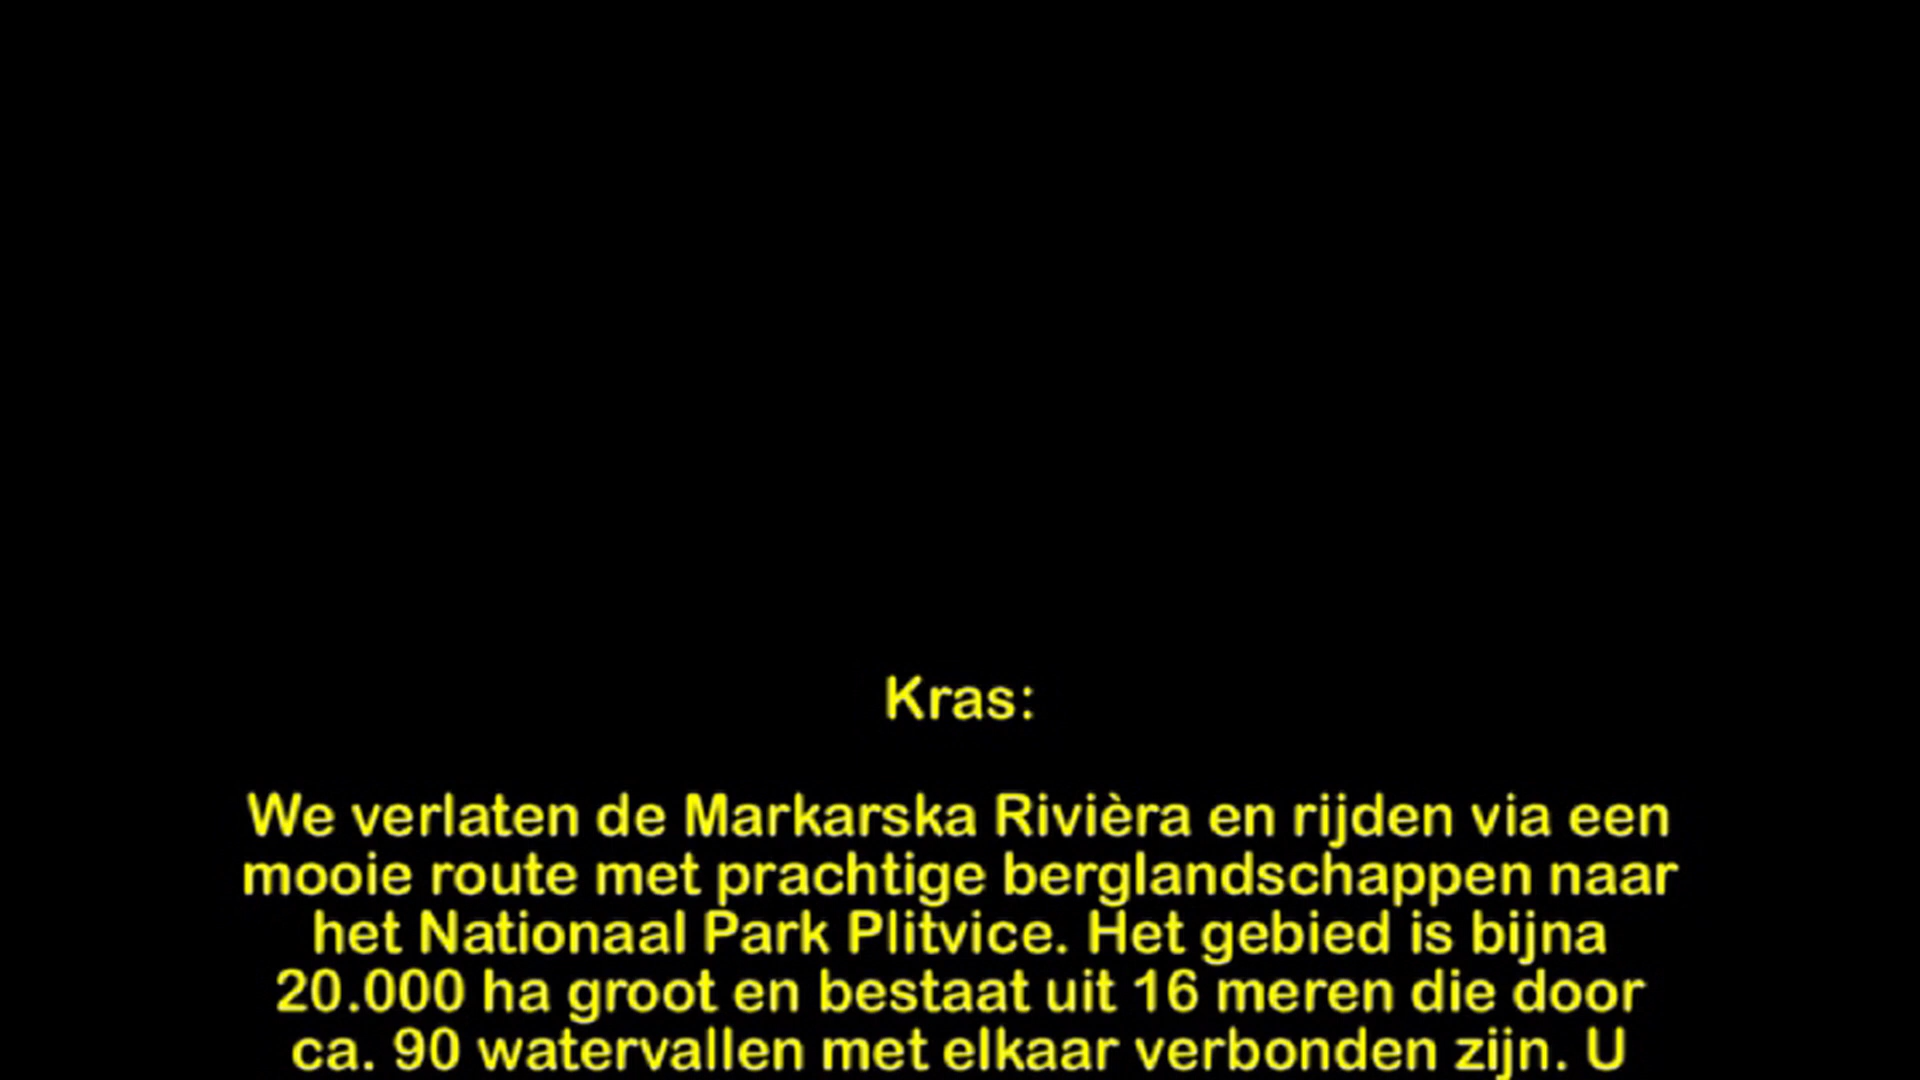 Kras:
We verlaten de Markarska Rivièra en rijden via een
mooie route met prachtige berglandschappen naar
het Nationaal Park Plitvice. Het gebied is bijna
20.000 ha groot en bestaat uit 16 meren die door
ca. 90 watervallen met elkaar verbonden zijn. U